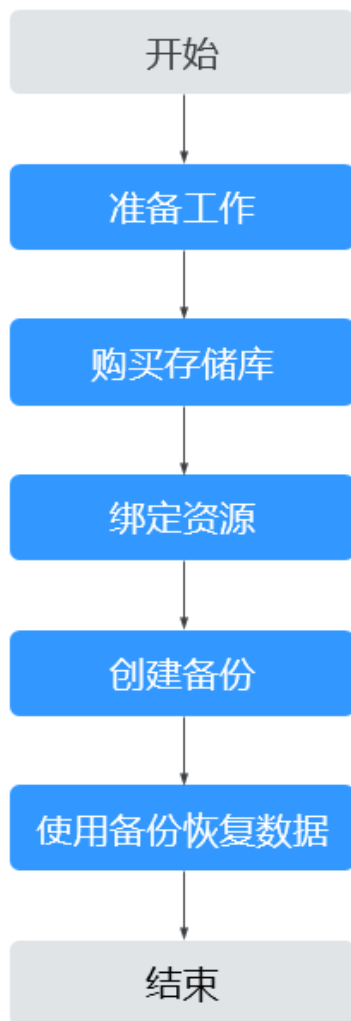 开始
准备工作
购买存储库
绑定资源
创建备份
使用备份恢复数据
结束